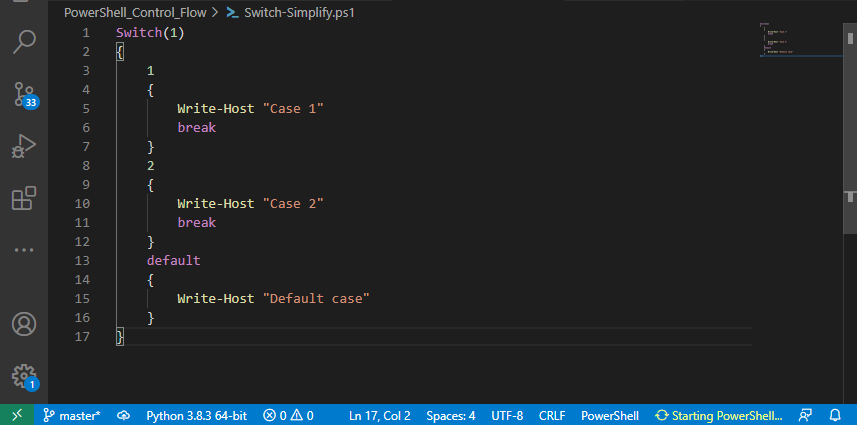 PowerShell_Control_Flow > Switch-Simplify.ps1
1 Switch(1)
2 {
3 1
4 {
5 Write-Host "Case 1"
6 break
7 }
8 2
9 {
10 Write-Host "Case 2"
11 break
12 }
13 default
14 {
15 Write-Host "Default case"
16 }
17 }
33
1
master* Python 3.8.3 64-bit 0 0 Ln 17, Col 2 Spaces: 4 UTF-8 CRLF PowerShell Starting PowerShell...